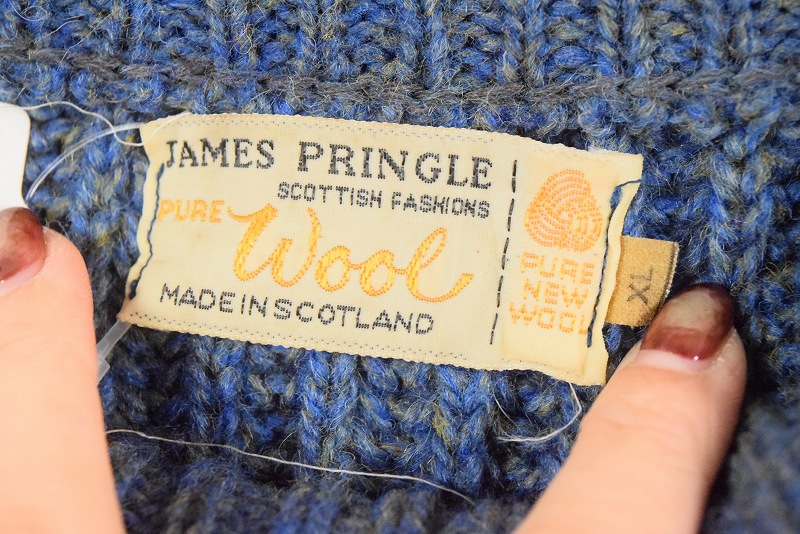 JAMES PRINGLE
SCOTTISH FASHIONS
PURE Wool
MADE IN SCOTLAND
PURE
NEW
WOOL
XL